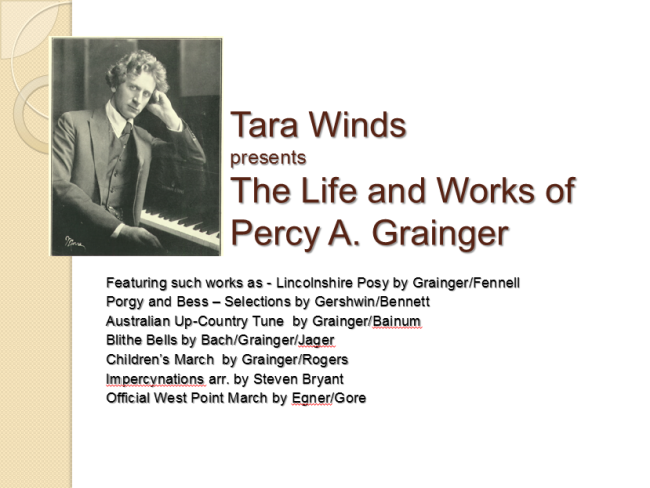 Tara Winds
presents
The Life and Works of
Percy A. Grainger
Featuring such works as - Lincolnshire Posy by Grainger/Fennell
Porgy and Bess – Selections by Gershwin/Bennett
Australian Up-Country Tune  by Grainger/Bainum
Blithe Bells by Bach/Grainger/Jager
Children's March  by Grainger/Rogers
Impercynations arr. by Steven Bryant
Official West Point March by Egner/Gore